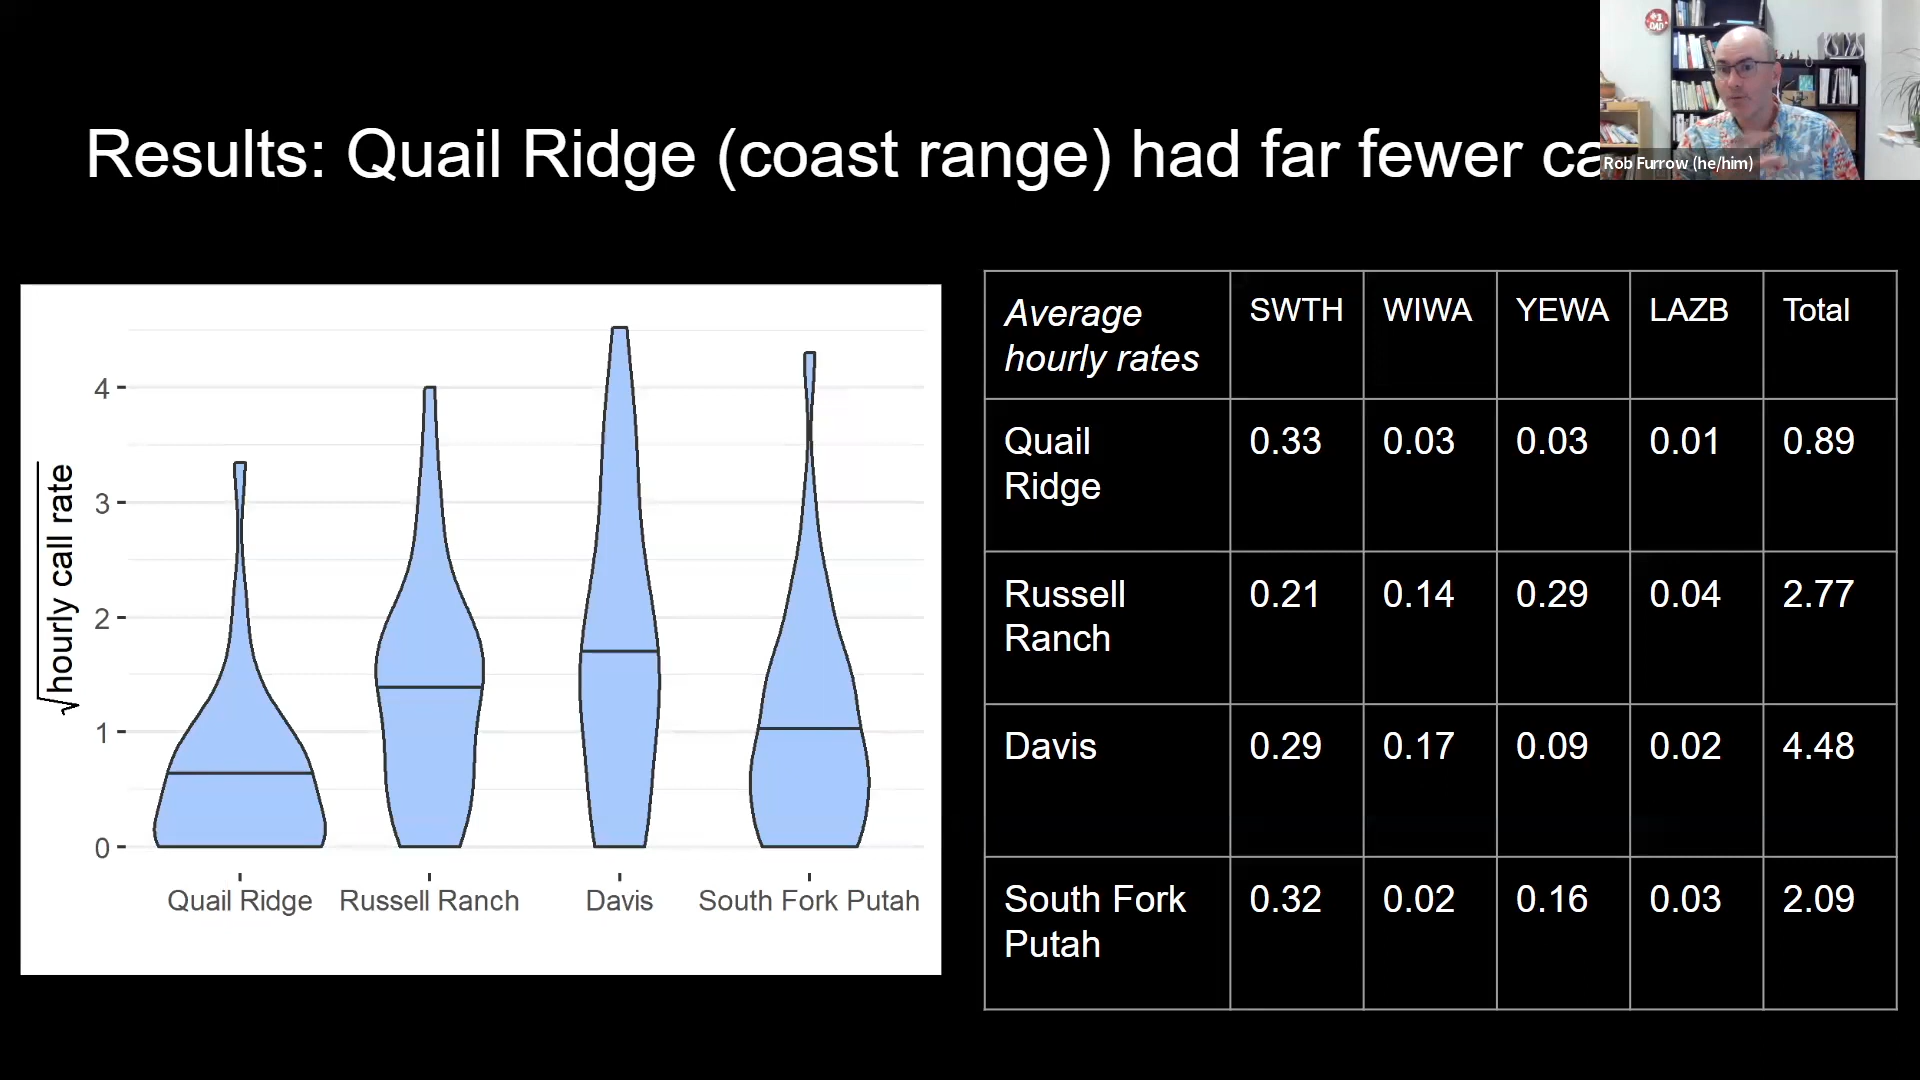 #1 DAD
Rob Furrow (he/him)
Results: Quail Ridge (coast range) had far fewer ca
√hourly call rate
4
3
2
1
0
Quail Ridge Russell Ranch Davis South Fork Putah
Average hourly rates SWTH WIWA YEWA LAZB Total
Quail Ridge 0.33 0.03 0.03 0.01 0.89
Russell Ranch 0.21 0.14 0.29 0.04 2.77
Davis 0.29 0.17 0.09 0.02 4.48
South Fork Putah 0.32 0.02 0.16 0.03 2.09